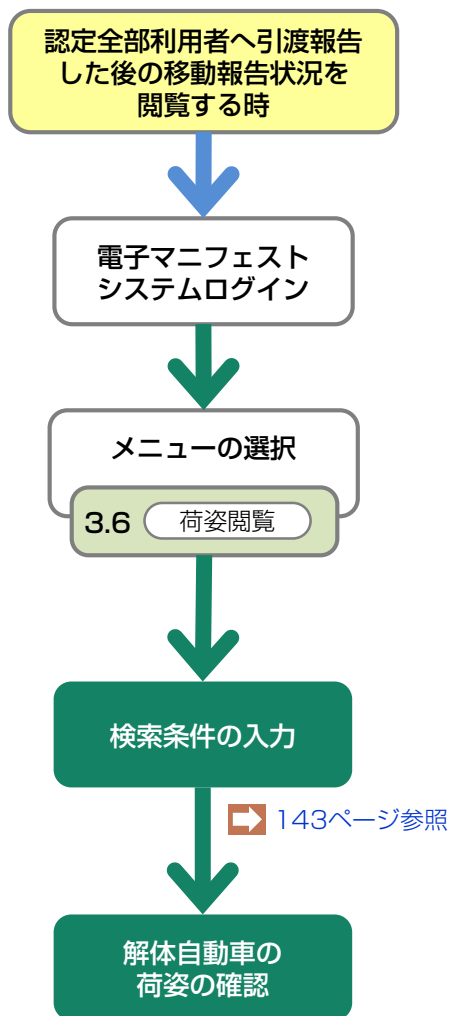 認定全部利用者へ引渡報告
した後の移動報告状況を
閲覧する時
電子マニフェスト
システムログイン
メニューの選択
3.6 荷姿閲覧
検索条件の入力
143ページ参照
解体自動車の
荷姿の確認